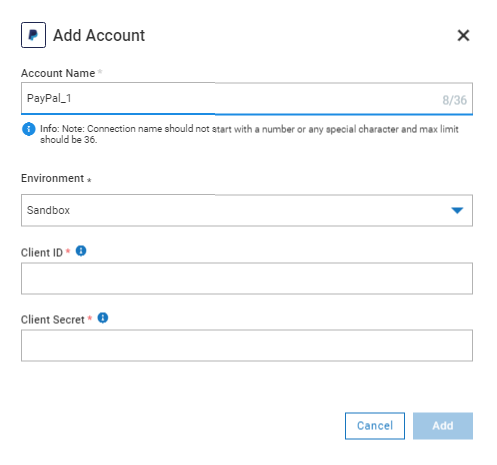 Add Account
Account Name *
PayPal_1
8/36
Info: Note: Connection name should not start with a number or any special character and max limit
should be 36.
Environment *
Sandbox
Client ID *
Client Secret *
Cancel
Add